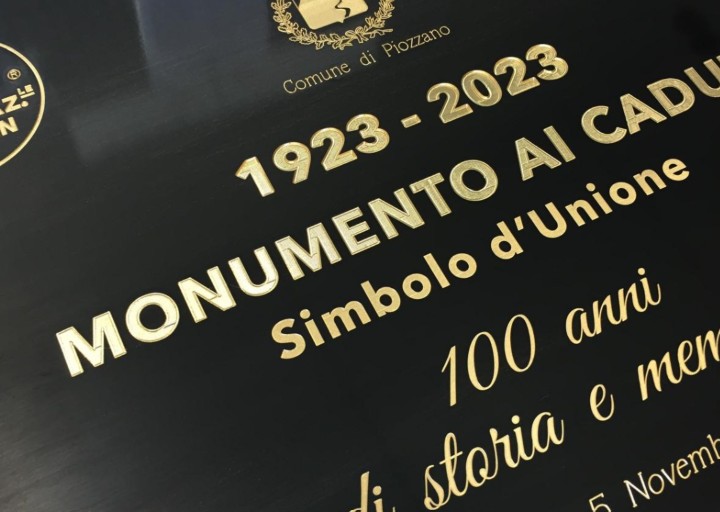 Comune di Piozzano
1923 - 2023
MONUMENTO AI CADU
Simbolo d'Unione
100 anni
di storia e mem
5 Novemb